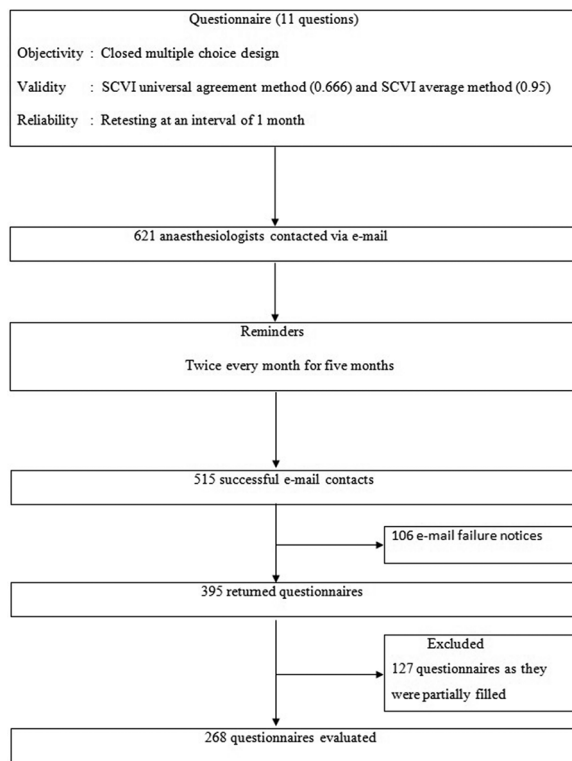 Questionnaire (11 questions)
Objectivity : Closed multiple choice design
Validity : SCVI universal agreement method (0.666) and SCVI average method (0.95)
Reliability : Retesting at an interval of 1 month
621 anaesthesiologists contacted via e-mail
Reminders
Twice every month for five months
515 successful e-mail contacts
106 e-mail failure notices
395 returned questionnaires
Excluded
127 questionnaires as they
were partially filled
268 questionnaires evaluated